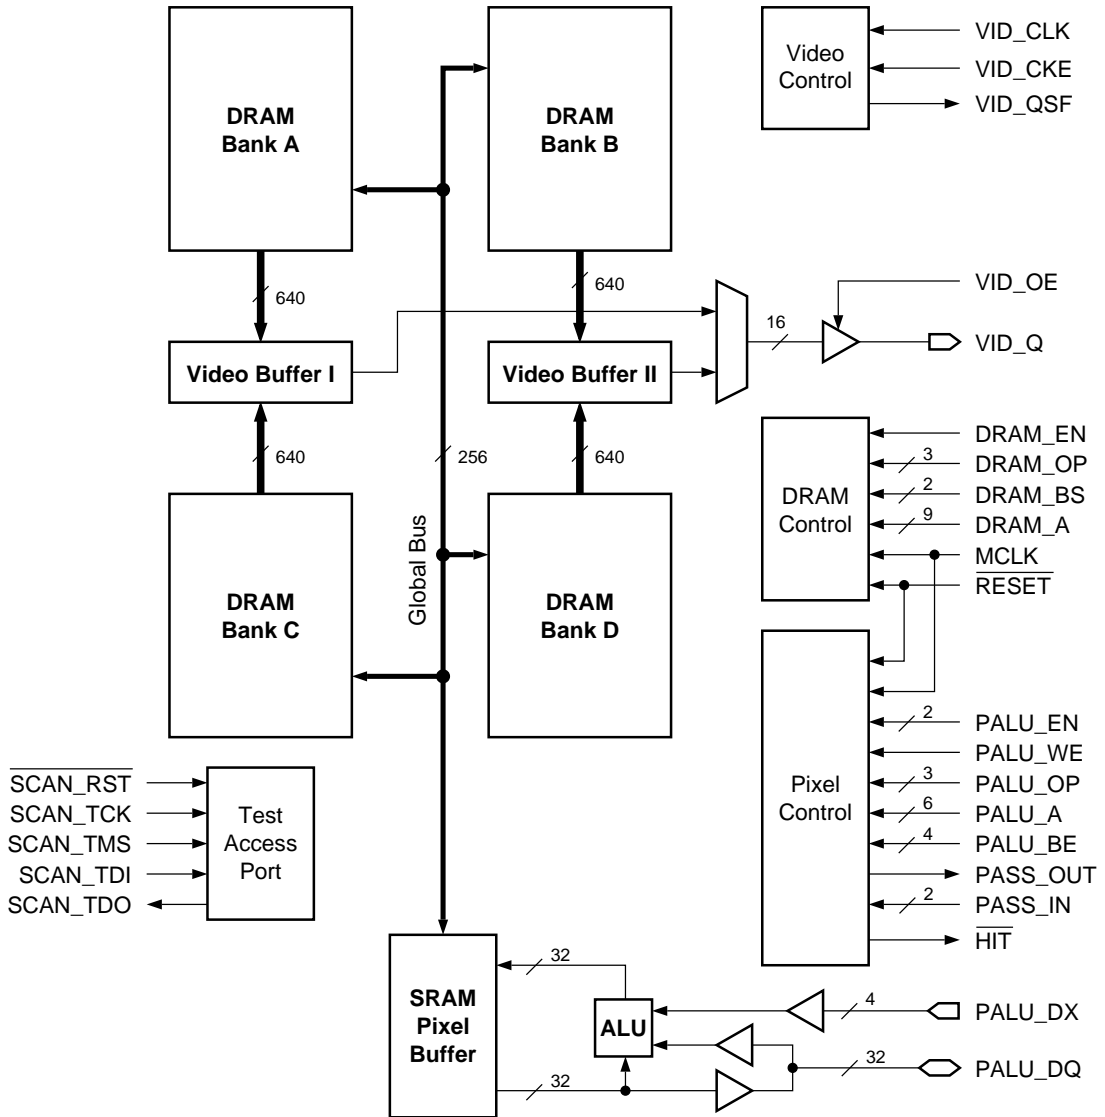 DRAM
Bank A
DRAM
Bank B
Video
Control
VID_CLK
VID_CKE
VID_QSF
640
640
VID_OE
16
VID_Q
Video Buffer I
Video Buffer II
640
256
640
Global Bus
DRAM
Bank C
DRAM
Bank D
DRAM
Control
DRAM_EN
3
DRAM_OP
2
DRAM_BS
9
DRAM_A
MCLK
RESET
Pixel
Control
2
PALU_EN
PALU_WE
3
PALU_OP
6
PALU_A
4
PALU_BE
PASS_OUT
2
PASS_IN
HIT
SCAN_RST
SCAN_TCK
SCAN_TMS
SCAN_TDI
SCAN_TDO
Test
Access
Port
SRAM
Pixel
Buffer
32
ALU
4
PALU_DX
32
32
PALU_DQ